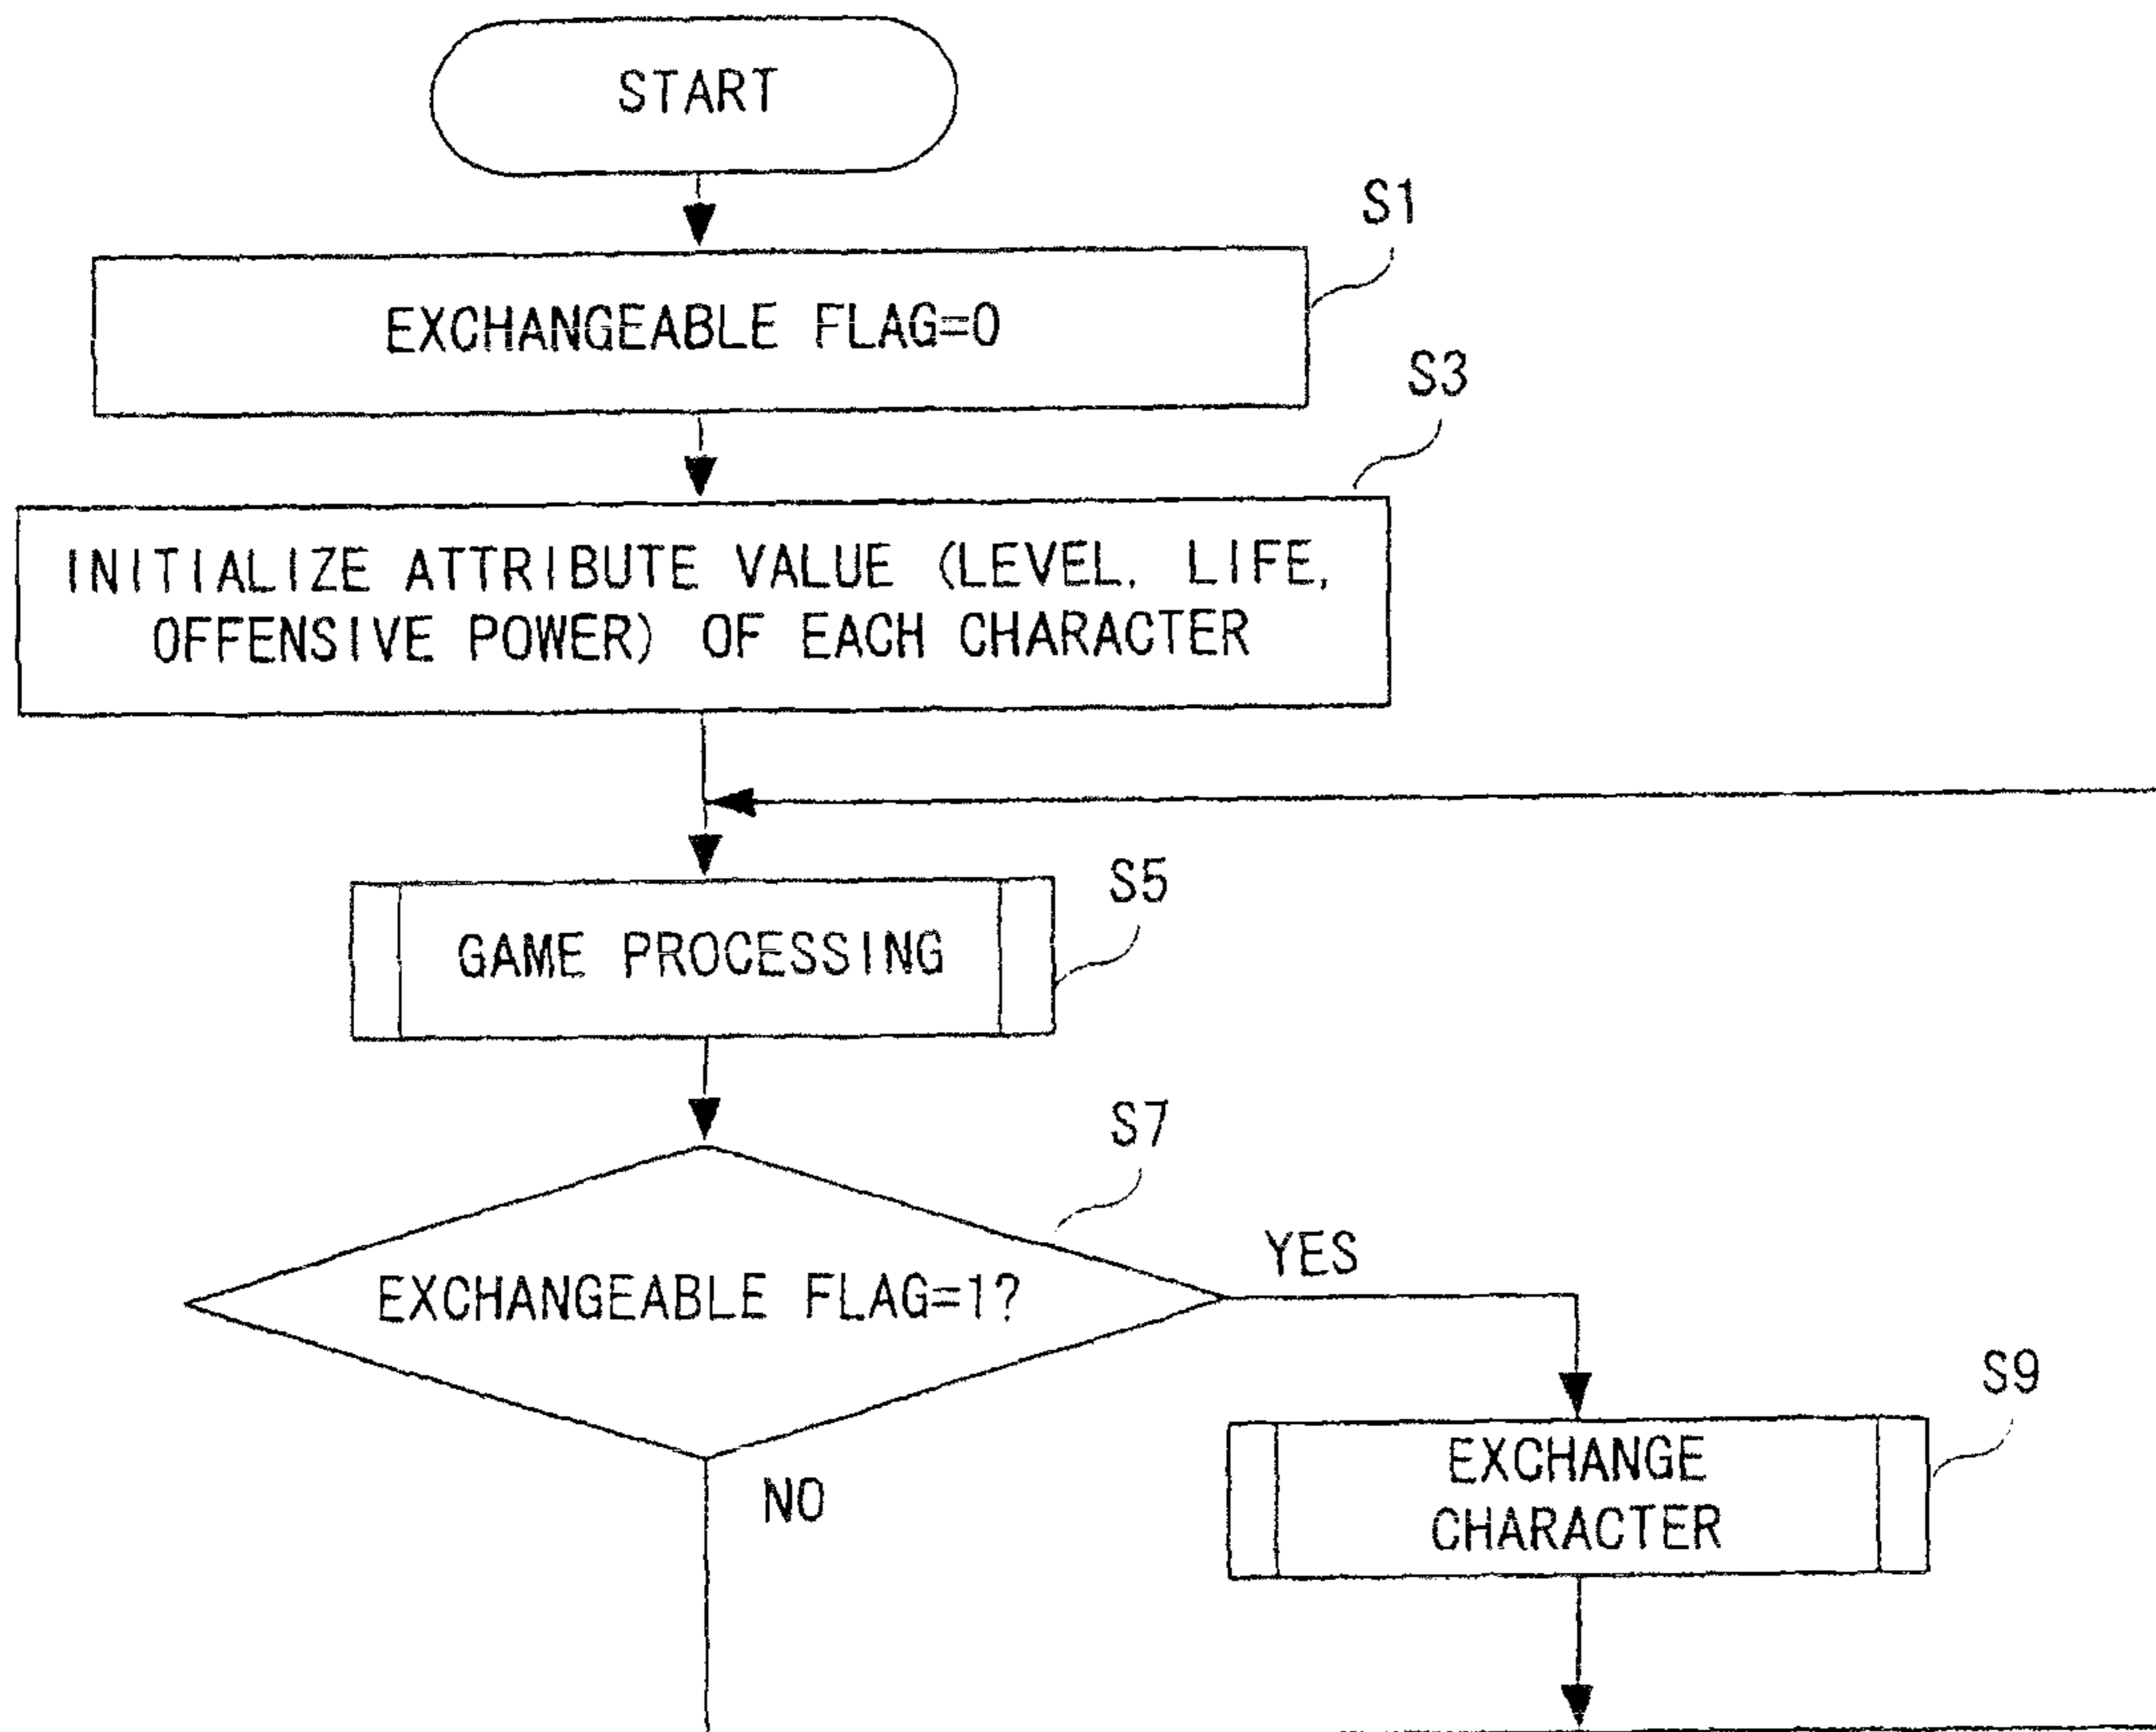 START
S1
EXCHANGEABLE FLAG=0
S3
INITIALIZE ATTRIBUTE VALUE (LEVEL. LIFE,
OFFENSIVE POWER) OF EACH CHARACTER
S5
GAME PROCESSING
S7
EXCHANGEABLE FLAG=1?
YES
S9
EXCHANGE
CHARACTER
NO